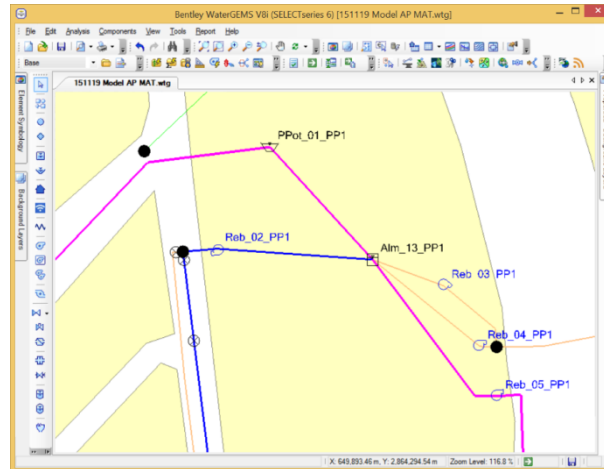 Bentley WaterGEMS V8i (SELECTseries 6) [151119 Model AP MAT.wtg]
File Edit Analysis Components View Tools Report Help
Base
151119 Model AP MAT.wtg
Element Symbology
Background Layers
PPot_01_PP1
Reb_02_PP1
Alm_13_PP1
Reb_03_PP1
Reb_04_PP1
Reb_05_PP1
X: 649,893.46 m, Y: 2,864,294.54 m Zoom Level: 116.8 %